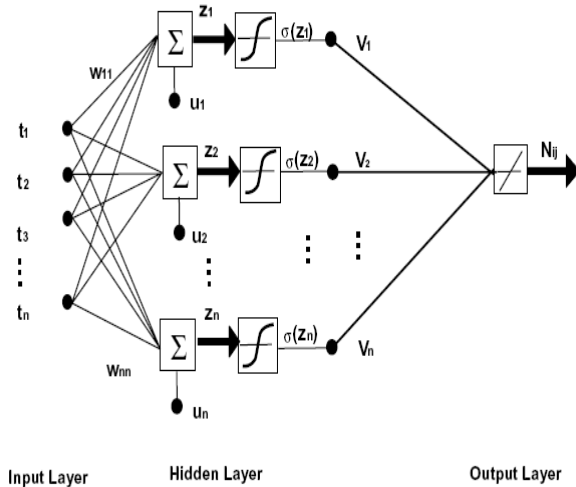 z1
σ(z1)
V1
w11
u1
t1
t2
t3
tn
Σ
z2
σ(z2)
V2
Nij
Σ
u2
Σ
zn
σ(zn)
Vn
wnn
Σ
un
Input Layer
Hidden Layer
Output Layer